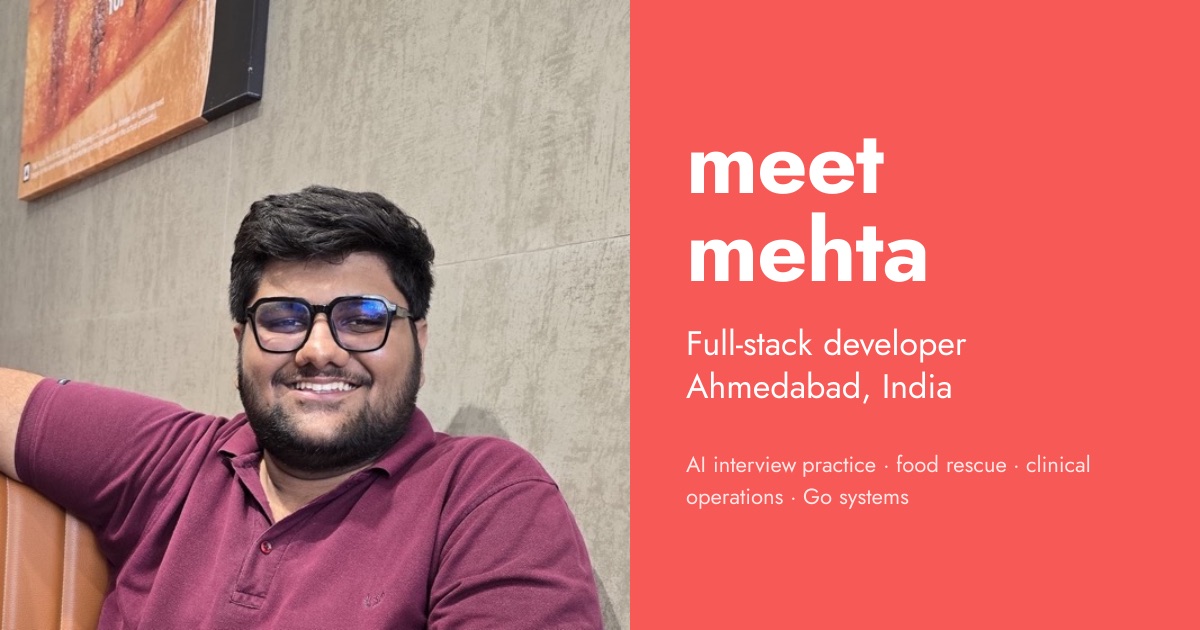 meet
mehta
Full-stack developer
Ahmedabad, India
AI interview practice · food rescue · clinical
operations · Go systems